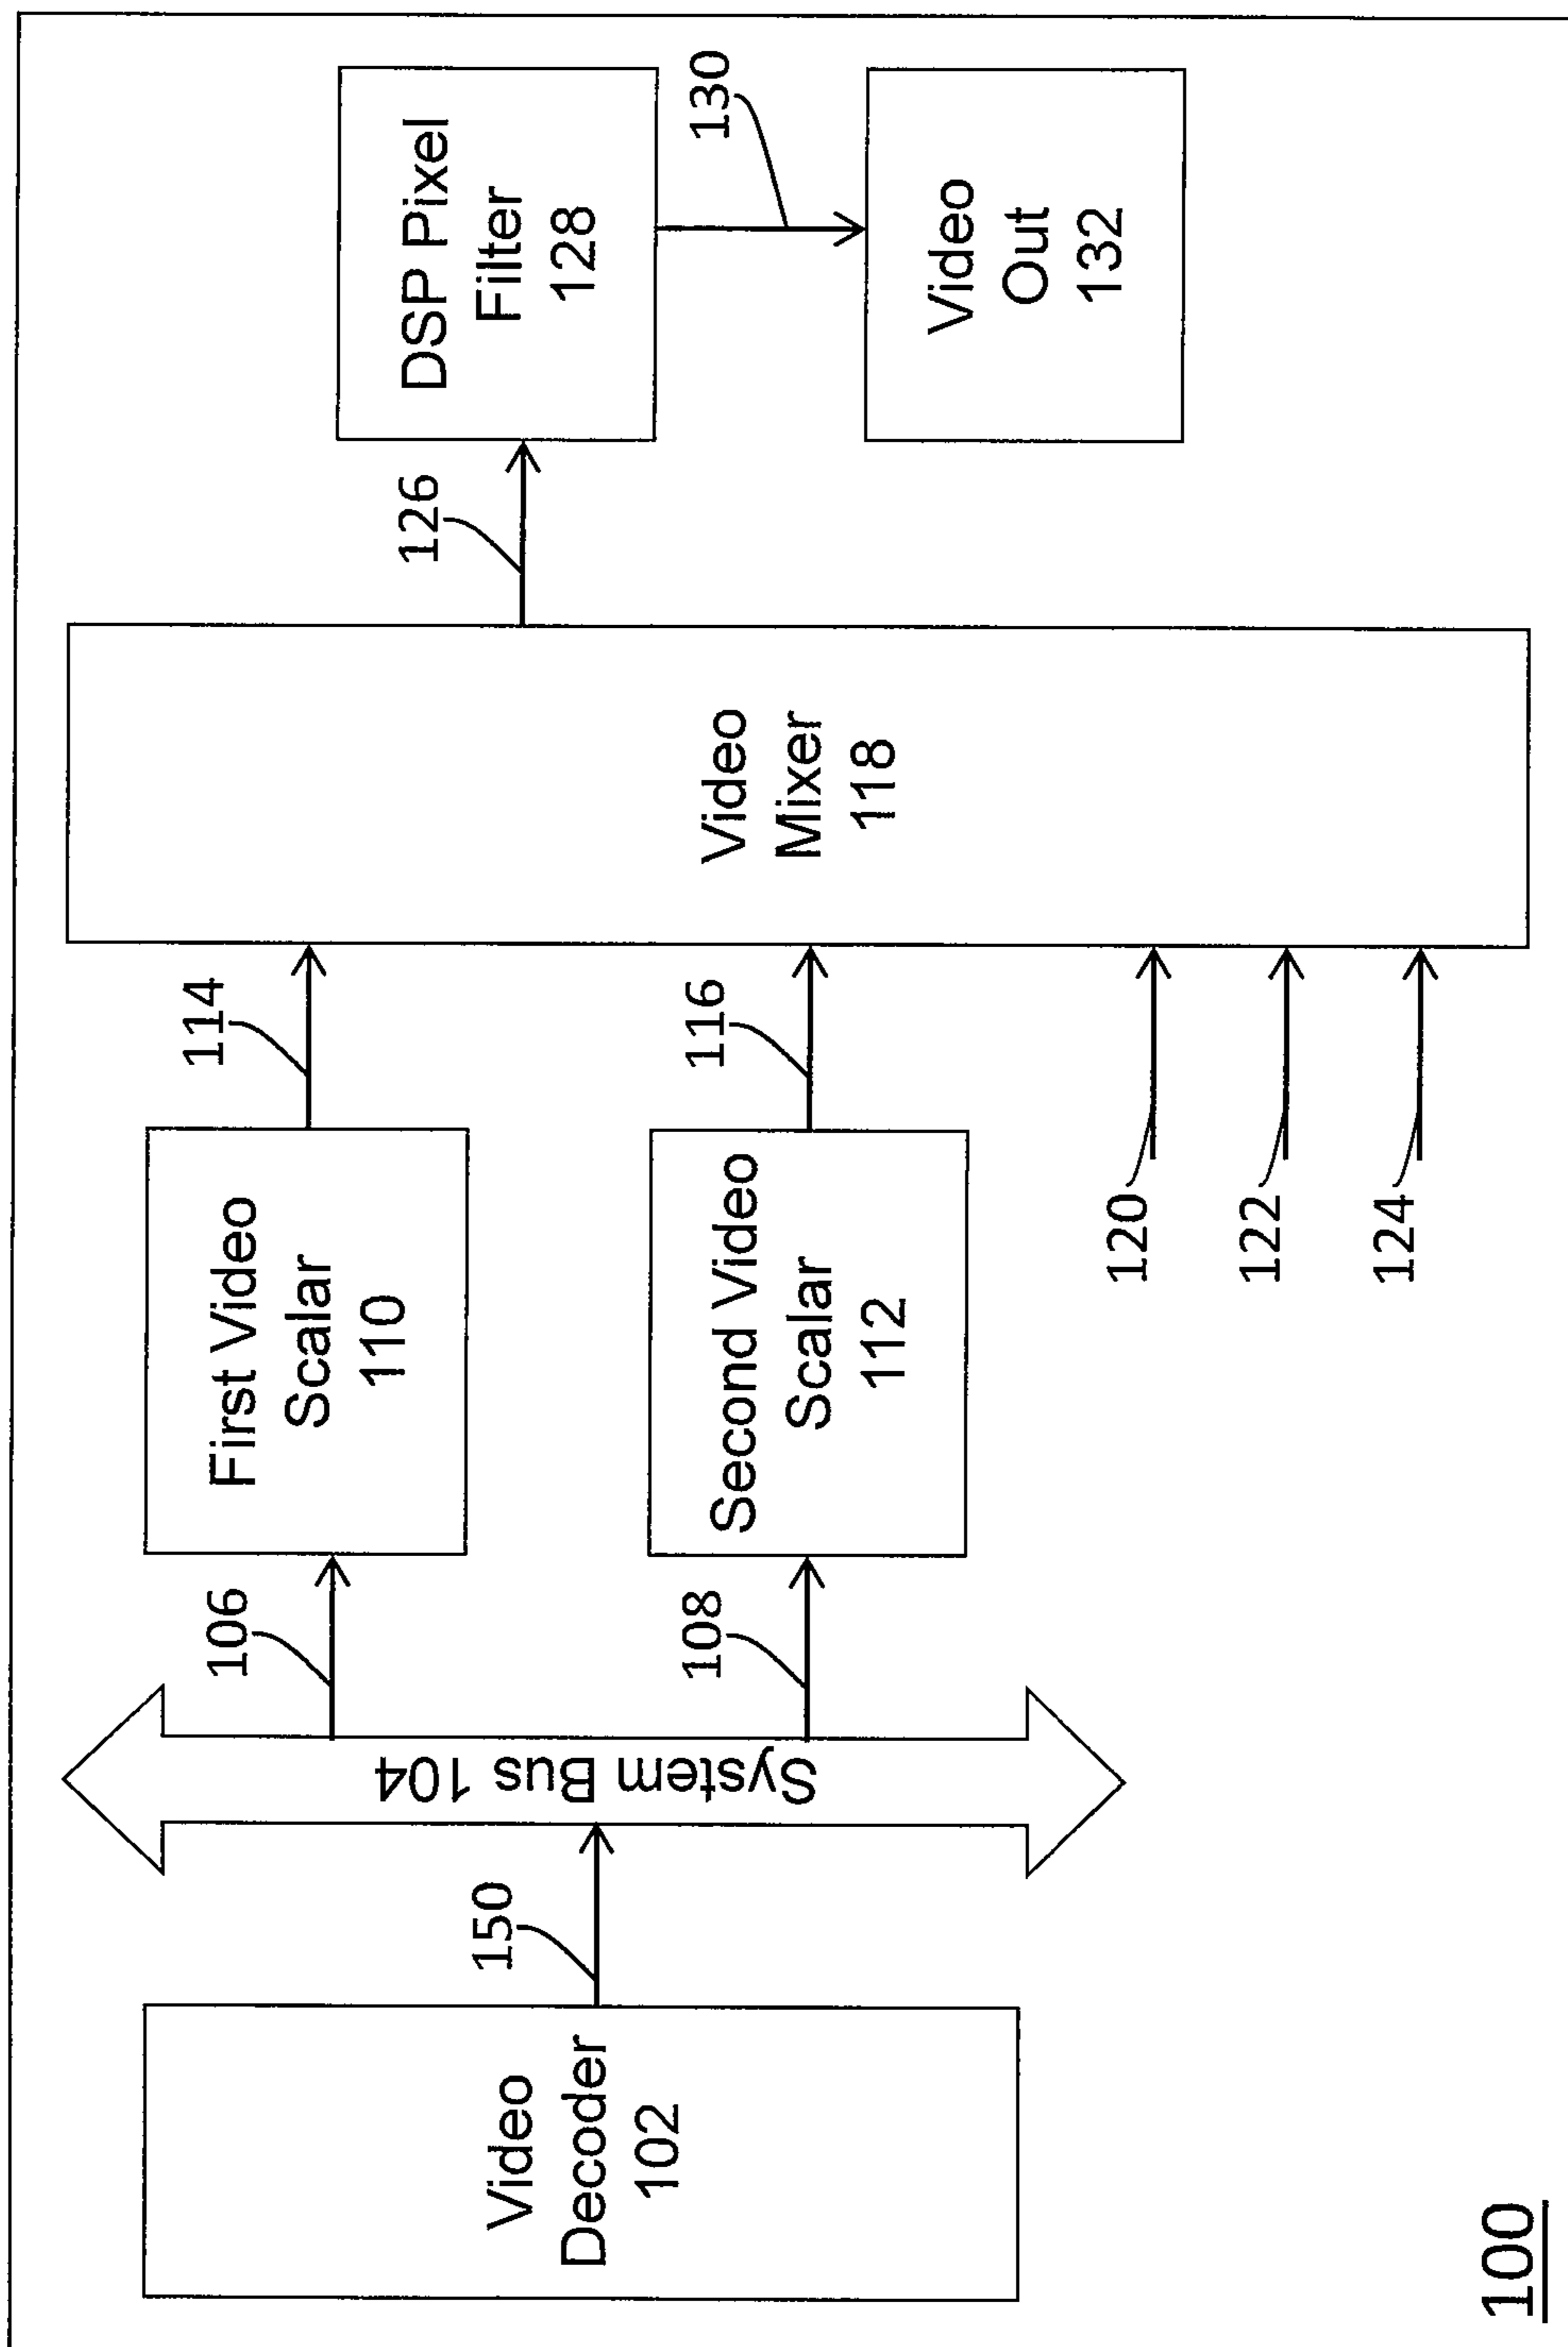 Video
Decoder
102
150
System Bus 104
106
108
First Video
Scalar
110
Second Video
Scalar
112
114
116
120
122
124
Video
Mixer
118
126
DSP Pixel
Filter
128
130
Video
Out
132
100